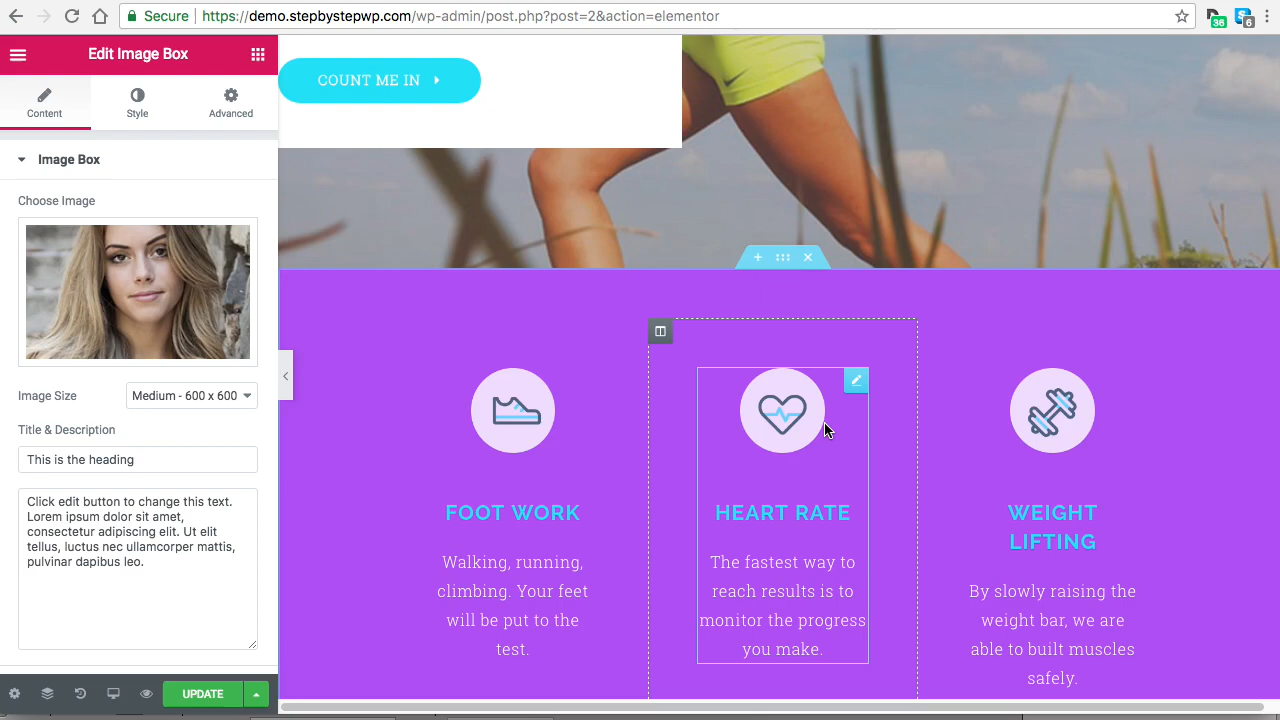 Secure
https://demo.stepbystepwp.com/wp-admin/post.php?post=2&action=elementor
36
6
Edit Image Box
Content
Style
Advanced
Image Box
Choose Image
Image Size
Medium - 600 x 600
Title & Description
This is the heading
Click edit button to change this text.
Lorem ipsum dolor sit amet,
consectetur adipiscing elit. Ut elit
tellus, luctus nec ullamcorper mattis,
pulvinar dapibus leo.
UPDATE
COUNT ME IN
FOOT WORK
Walking, running,
climbing. Your feet
will be put to the
test.
HEART RATE
The fastest way to
reach results is to
monitor the progress
you make.
WEIGHT
LIFTING
By slowly raising the
weight bar, we are
able to built muscles
safely.